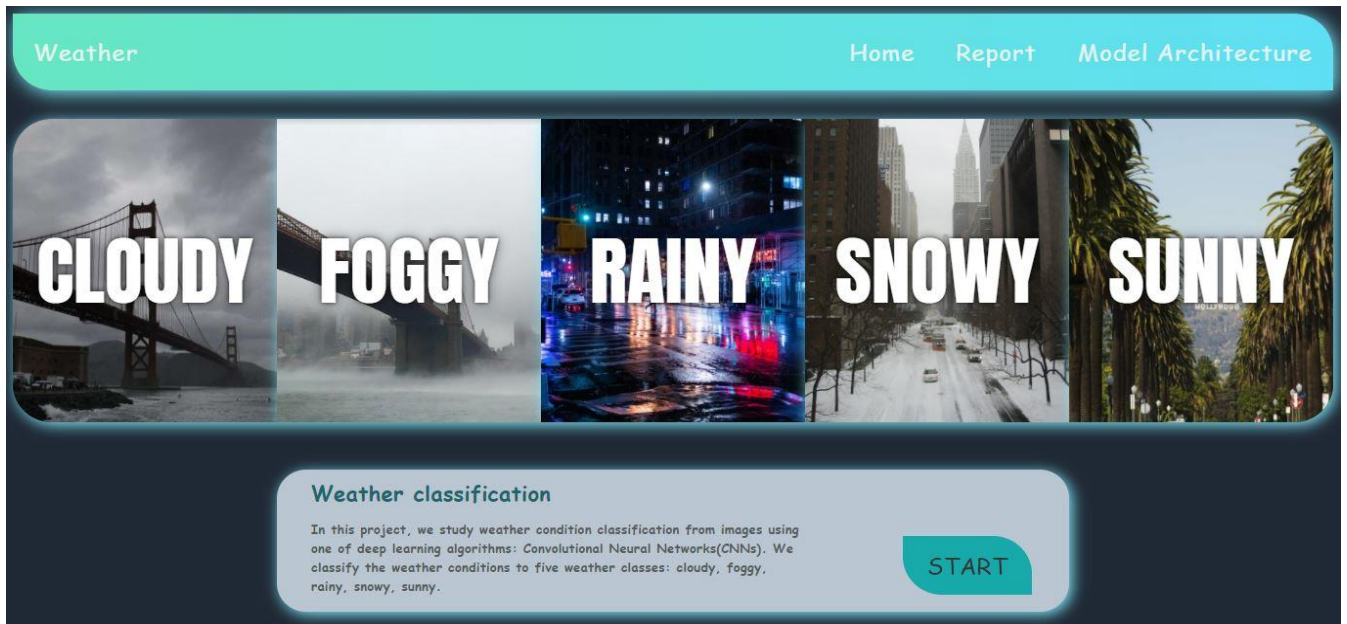 Weather
Home Report Model Architecture
CLOUDY FOGGY RAINY SNOWY SUNNY
Weather classification
In this project, we study weather condition classification from images using
one of deep learning algorithms: Convolutional Neural Networks(CNNs). We
classify the weather conditions to five weather classes: cloudy, foggy,
rainy, snowy, sunny.
START